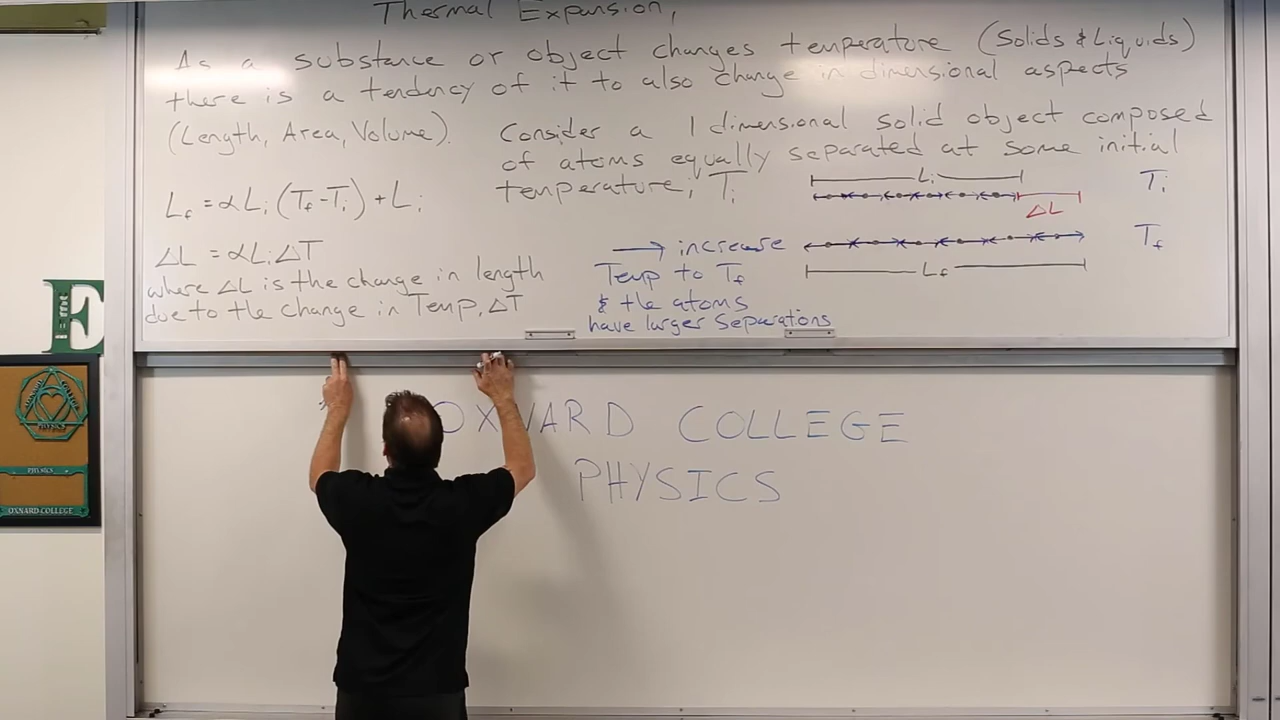 Thermal Expansion,
As a substance or object changes temperature (Solids & Liquids)
there is a tendency of it to also change in dimensional aspects
(Length, Area, Volume).
Consider a 1 dimensional solid object composed
of atoms equally separated at some initial
temperature, Ti
Lf = αLi (Tf-Ti) + Li
ΔL = αLiΔT
where ΔL is the change in length
due to the change in Temp, ΔT
→ increase
Temp to Tf
& the atoms
have larger Separations
Li
Ti
ΔL
Tf
Lf
OXNARD COLLEGE
PHYSICS
E
PHYSICS
PHYSICS
OXNARD COLLEGE